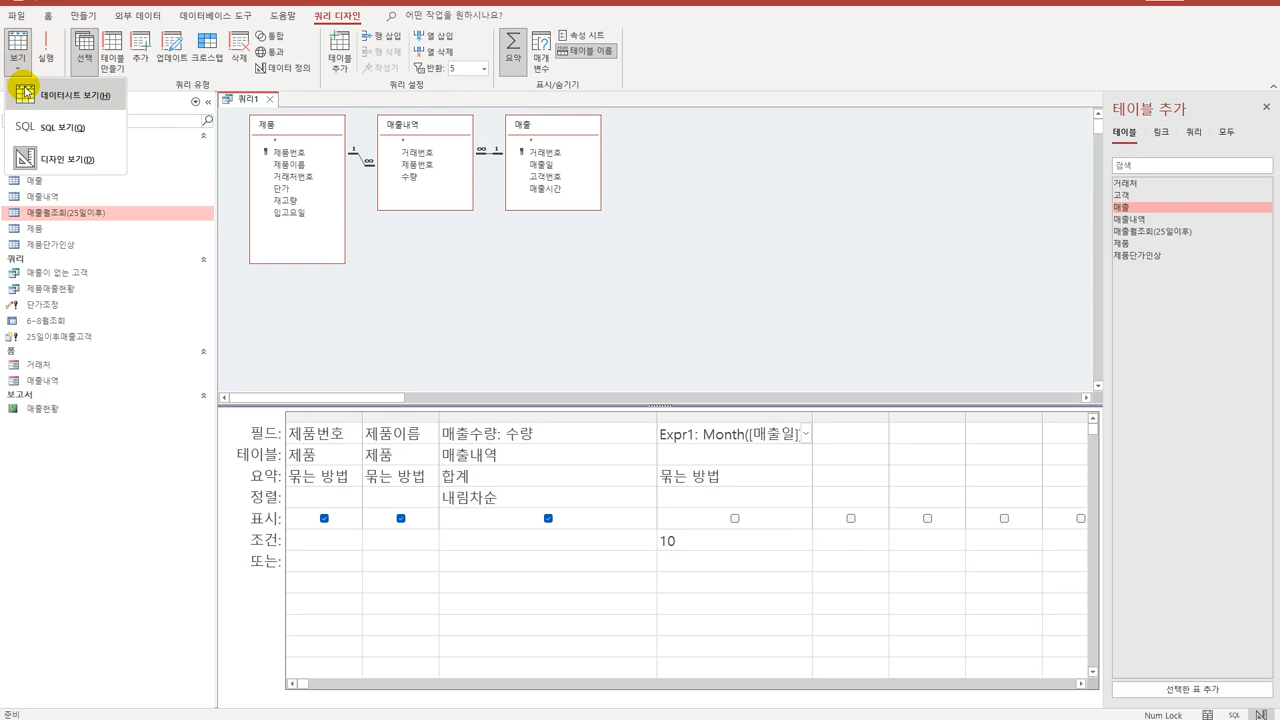 파일 홈 만들기 외부 데이터 데이터베이스 도구 도움말 쿼리 디자인 어떤 작업을 원하시나요?
보기
실행
선택
테이블
만들기
추가
업데이트
크로스탭
삭제
통합
통과
데이터 정의
테이블
추가
행 삽입
행 삭제
작성기
열 삽입
열 삭제
반환: 5
요약
매개
변수
속성 시트
테이블 이름
쿼리 유형
쿼리 설정
표시/숨기기
데이터시트 보기(H)
SQL SQL 보기(Q)
디자인 보기(D)
매출
매출내역
매출월조회(25일이후)
제품
제품단가인상
쿼리
매출이 없는 고객
제품매출현황
단가조정
6~8월조회
25일이후매출고객
폼
거래처
매출내역
보고서
매출현황
쿼리1
제품
*
제품번호
제품이름
거래처번호
단가
재고량
입고요일
1
∞
매출내역
*
거래번호
제품번호
수량
∞
1
매출
*
거래번호
매출일
고객번호
매출시간
필드: 제품번호 제품이름 매출수량: 수량 Expr1: Month([매출일])
테이블: 제품 제품 매출내역
요약: 묶는 방법 묶는 방법 합계 묶는 방법
정렬: 내림차순
표시:
조건: 10
또는:
테이블 추가
테이블 링크 쿼리 모두
검색
거래처
고객
매출
매출내역
매출월조회(25일이후)
제품
제품단가인상
선택한 표 추가
준비
Num Lock
SQL